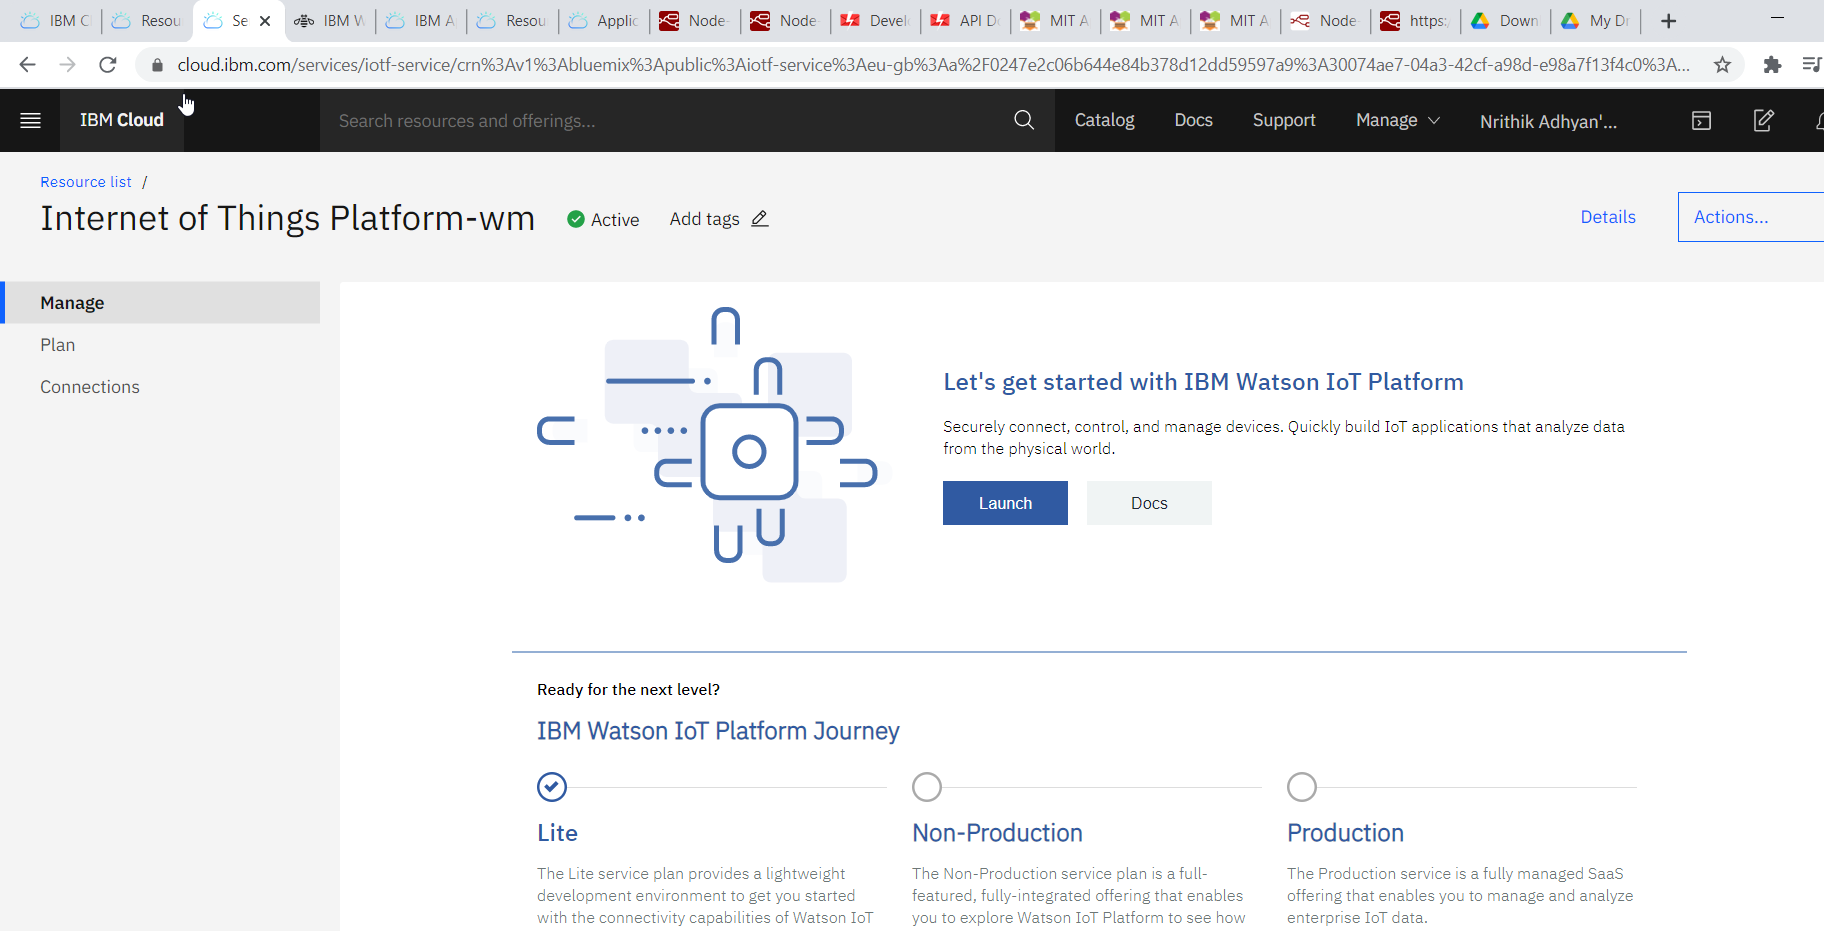 IBM Cl Resou Se IBM W IBM A Resou Applic Node- Node- Devel API Do MIT A MIT A MIT A Node- https:/ Down My Dr
cloud.ibm.com/services/iotf-service/crn%3Av1%3Abluemix%3Apublic%3Aiotf-service%3Aeu-gb%3Aa%2F0247e2c06b644e84b378d12dd59597a9%3A30074ae7-04a3-42cf-a98d-e98a7f13f4c0%3A...
IBM Cloud Search resources and offerings... Catalog Docs Support Manage Nrithik Adhyan'...
Resource list /
Internet of Things Platform-wm Active Add tags Details Actions...
Manage
Plan
Connections
Let's get started with IBM Watson IoT Platform
Securely connect, control, and manage devices. Quickly build IoT applications that analyze data
from the physical world.
Launch Docs
Ready for the next level?
IBM Watson IoT Platform Journey
Lite
The Lite service plan provides a lightweight
development environment to get you started
with the connectivity capabilities of Watson IoT
Non-Production
The Non-Production service plan is a full-
featured, fully-integrated offering that enables
you to explore Watson IoT Platform to see how
Production
The Production service is a fully managed SaaS
offering that enables you to manage and analyze
enterprise IoT data.